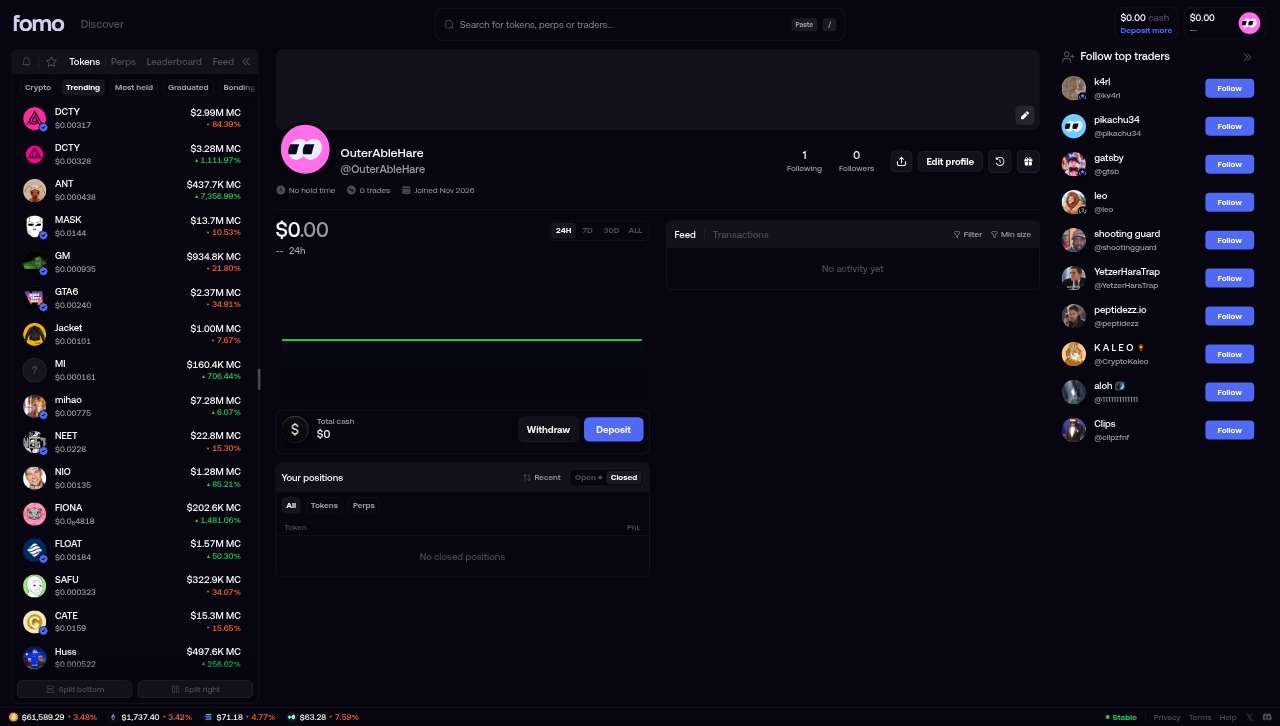 fomo Discover
Search for tokens, perps or traders... Paste /
$0.00 cash
Deposit more
$0.00
—
Tokens Perps Leaderboard Feed
Crypto Trending Most held Graduated Bonding
DCTY $2.99M MC
$0.00317 84.39%
DCTY $3.28M MC
$0.00328 1,111.97%
ANT $437.7K MC
$0.000438 7,356.99%
MASK $13.7M MC
$0.0144 10.53%
GM $934.8K MC
$0.000935 21.80%
GTA6 $2.37M MC
$0.00240 34.91%
Jacket $1.00M MC
$0.00101 7.67%
? MI $160.4K MC
$0.000161 706.44%
mihao $7.28M MC
$0.00775 6.07%
NEET $22.8M MC
$0.0228 15.30%
NIO $1.28M MC
$0.00135 85.21%
FIONA $202.6K MC
1,481.06%
FLOAT $1.57M MC
$0.00184 50.30%
SAFU $322.9K MC
$0.000323 34.07%
CATE $15.3M MC
$0.0159 15.65%
Huss $497.6K MC
$0.000522 256.02%
Split bottom Split right
OuterAbleHare
@OuterAbleHare
1 Following
0 Followers
Edit profile
No hold time 0 trades Joined Nov 2026
$0.00
-- 24h
24H 7D 30D ALL
$ Total cash
$0
Withdraw Deposit
Your positions Recent Open Closed
All Tokens Perps
Token PnL
No closed positions
Feed Transactions Filter Min size
No activity yet
Follow top traders
k4rl
@kv4rl
Follow
pikachu34
@pikachu34
Follow
gatsby
@gtsb
Follow
leo
@leo
Follow
shooting guard
@shootingguard
Follow
YetzerHaraTrap
@YetzerHaraTrap
Follow
peptidezz.io
@peptidezz
Follow
K A L E O
@CryptoKaleo
Follow
aloh
Follow
Clips
@clipzfnf
Follow
$61,589.29 3.48% $1,737.40 3.42% $71.18 4.77% $63.28 7.59%
Stable Privacy Terms Help